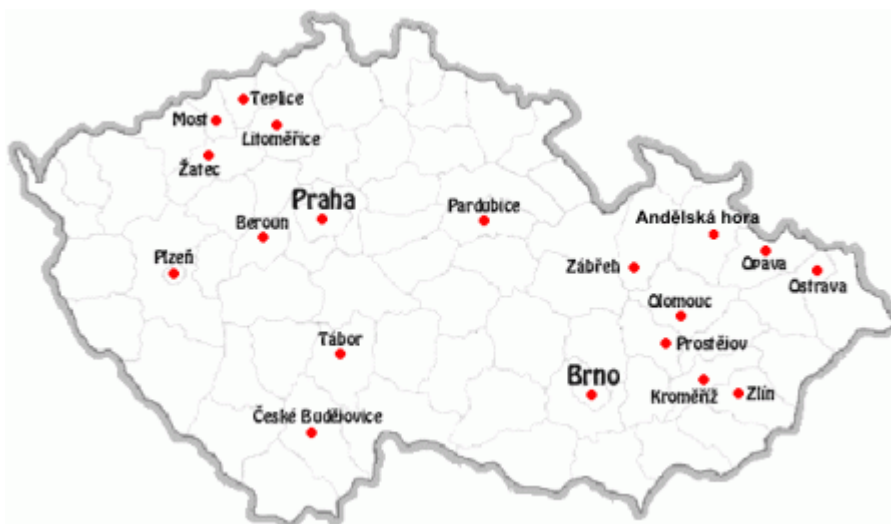 Teplice
Most
Litoměřice
Žatec
Praha
Pardubice
Beroun
Andělská hora
Plzeň
Zábřeh
Opava
Ostrava
Olomouc
Tábor
Prostějov
Brno
Kroměříž
Zlín
České Budějovice